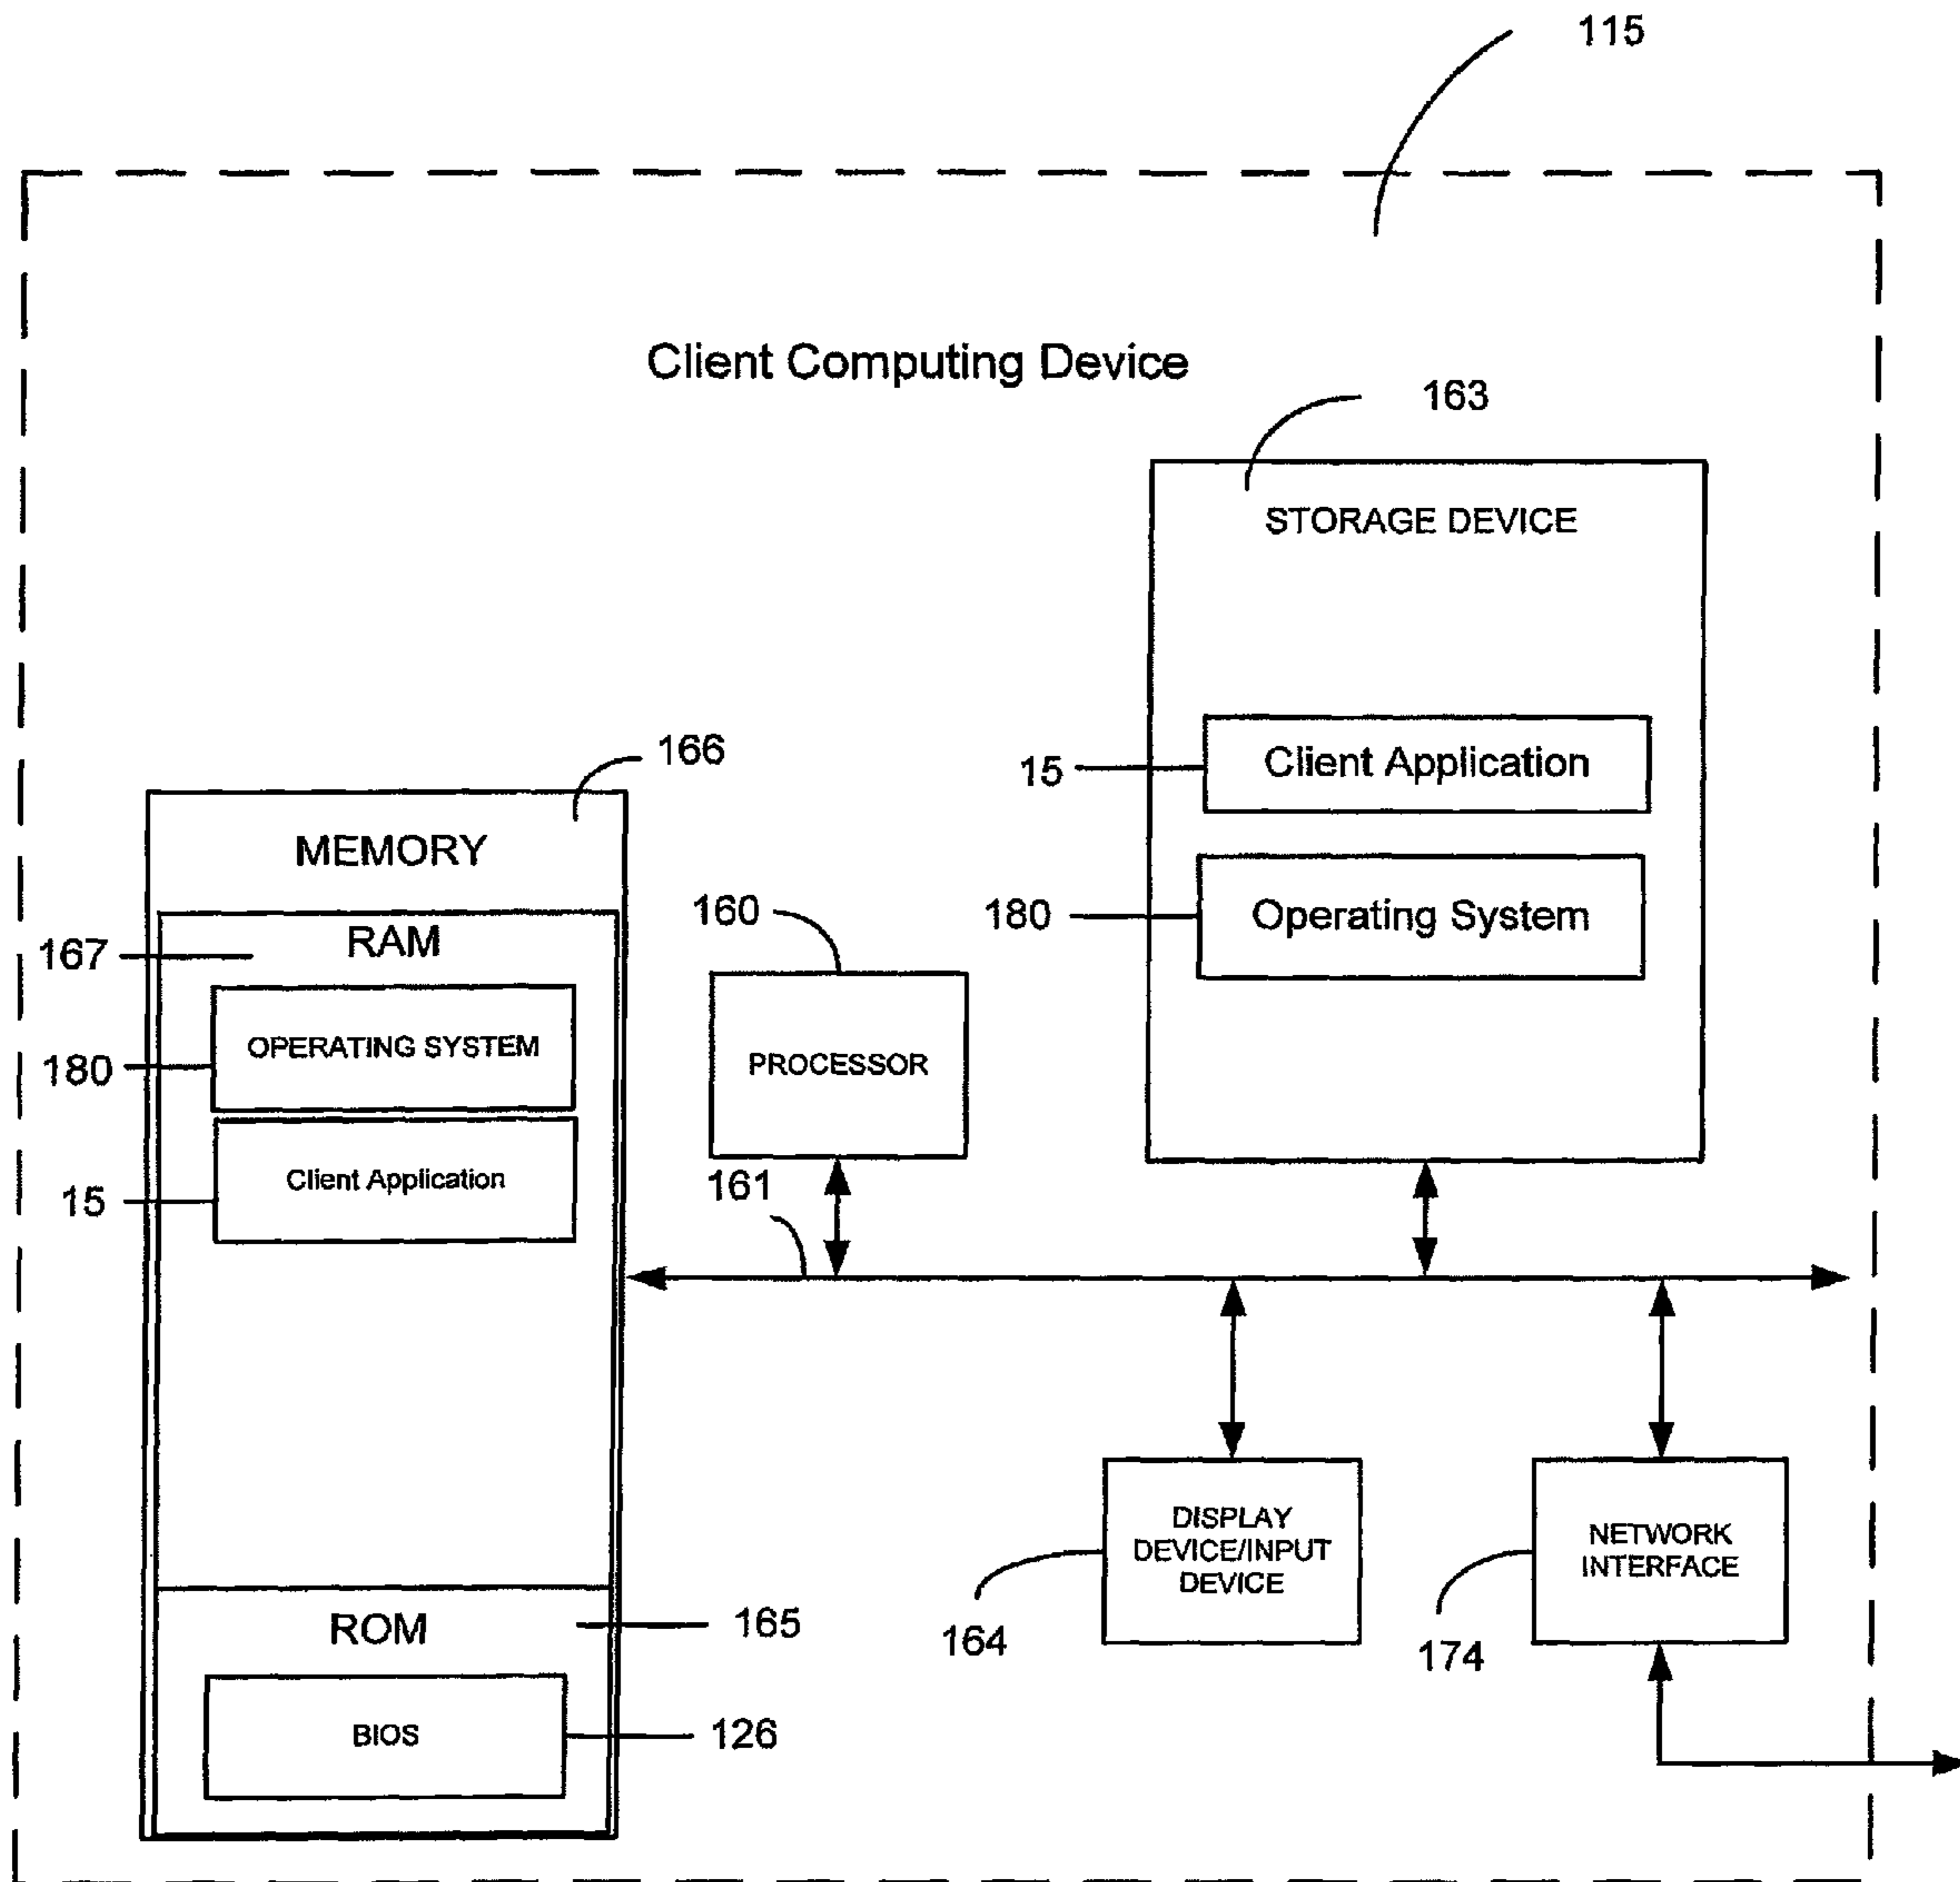 115
Client Computing Device
163
STORAGE DEVICE
15
Client Application
180
Operating System
166
MEMORY
167
RAM
180
OPERATING SYSTEM
15
Client Application
160
PROCESSOR
161
164
DISPLAY
DEVICE/INPUT
DEVICE
174
NETWORK
INTERFACE
ROM
165
BIOS
126